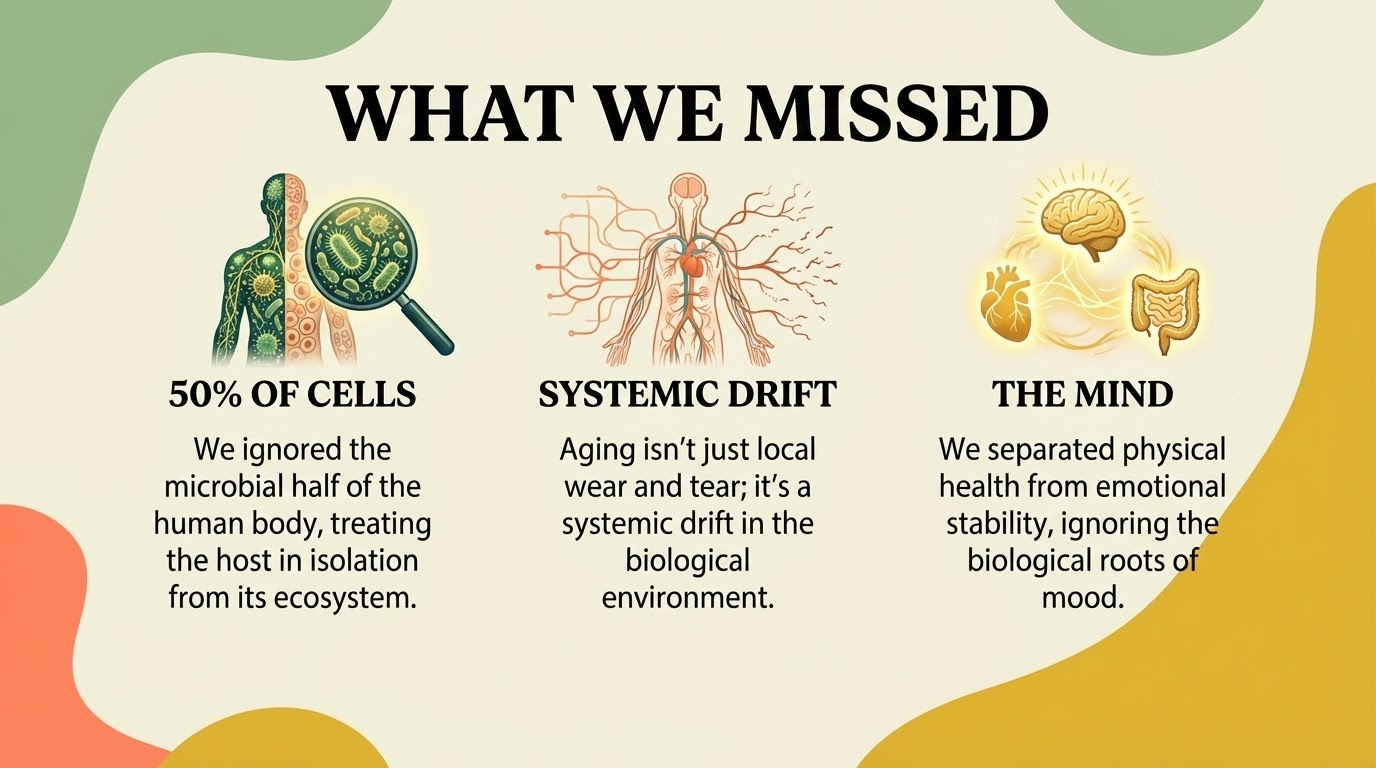 WHAT WE MISSED
50% OF CELLS
We ignored the
microbial half of the
human body, treating
the host in isolation
from its ecosystem.
SYSTEMIC DRIFT
Aging isn’t just local
wear and tear; it’s a
systemic drift in the
biological
environment.
THE MIND
We separated physical
health from emotional
stability, ignoring the
biological roots of
mood.